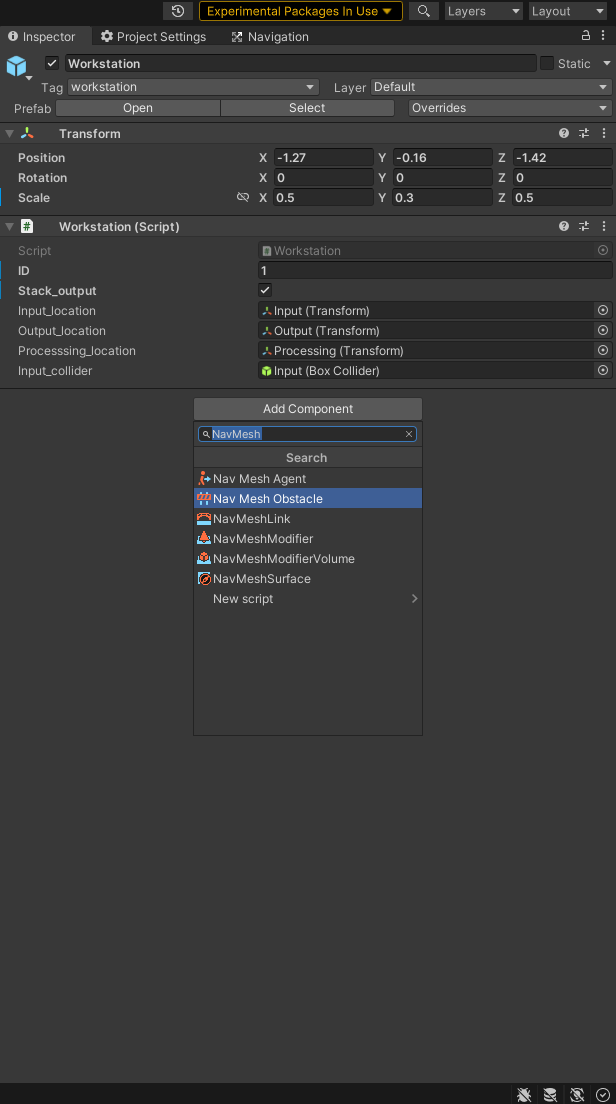 Experimental Packages In Use Layers Layout
Inspector Project Settings Navigation
Workstation Static
Tag workstation Layer Default
Prefab Open Select Overrides
Transform
Position X -1.27 Y -0.16 Z -1.42
Rotation X 0 Y 0 Z 0
Scale X 0.5 Y 0.3 Z 0.5
# Workstation (Script)
Script # Workstation
ID 1
Stack_output
Input_location Input (Transform)
Output_location Output (Transform)
Processsing_location Processing (Transform)
Input_collider Input (Box Collider)
Add Component
NavMesh
Search
Nav Mesh Agent
Nav Mesh Obstacle
NavMeshLink
NavMeshModifier
NavMeshModifierVolume
NavMeshSurface
New script